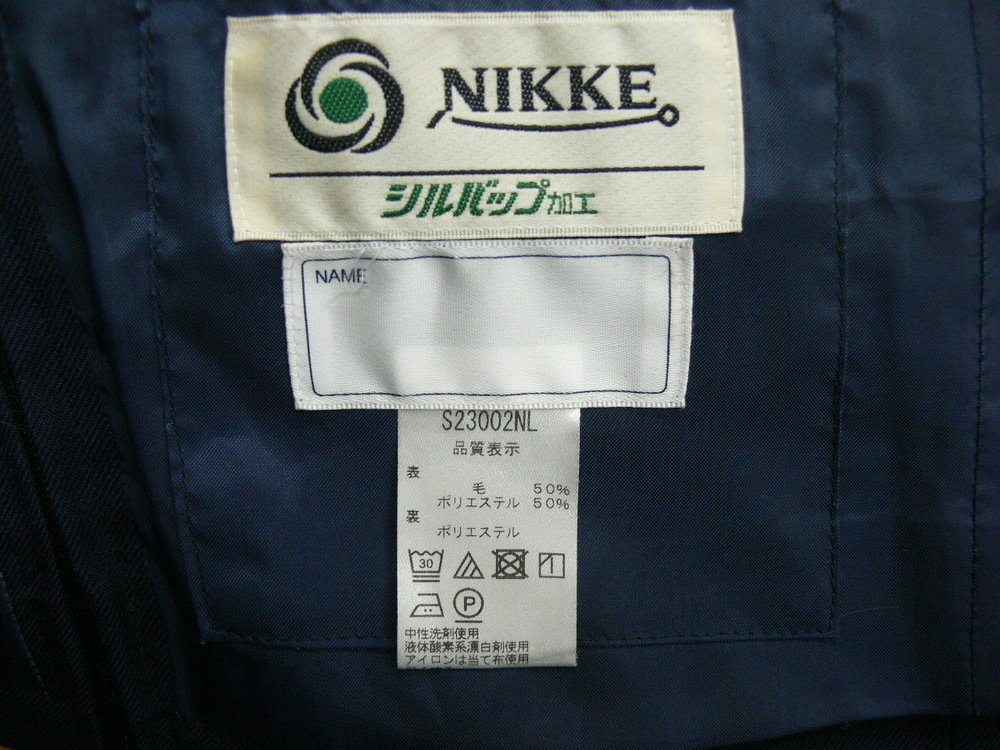 NIKKE
シルバップ加工
NAME
S23002NL
品質表示
表
毛 50%
ポリエステル 50%
裏
ポリエステル
30
P
中性洗剤使用
液体酸素系漂白剤使用
アイロンは当て布使用